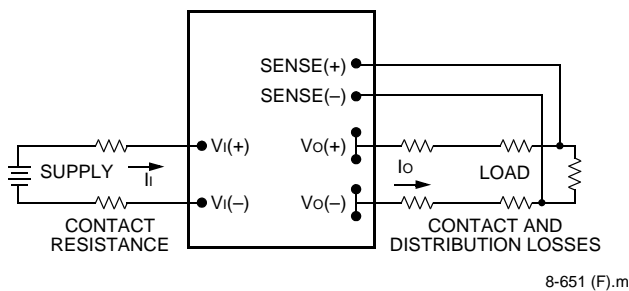 SENSE(+)
SENSE(–)
VI(+)
VO(+)
SUPPLY
II
IO
LOAD
VI(–)
VO(–)
CONTACT
RESISTANCE
CONTACT AND
DISTRIBUTION LOSSES
8-651 (F).m